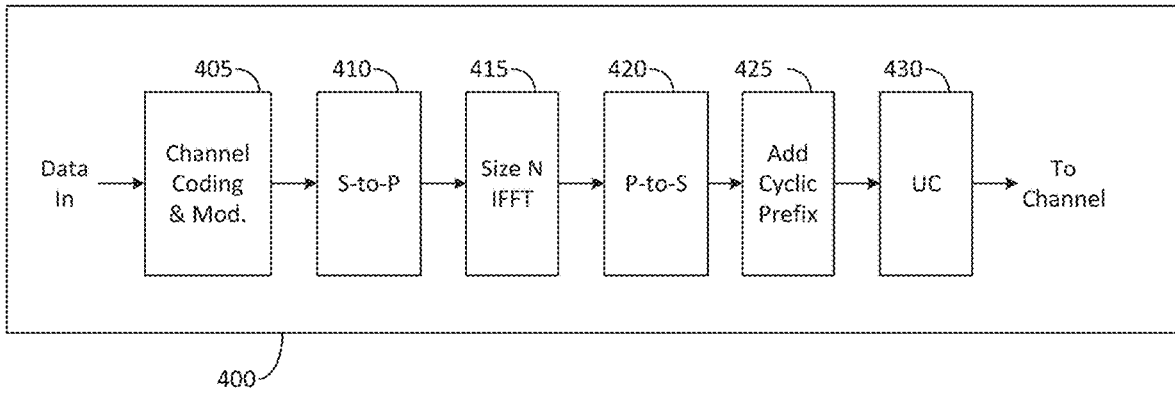 405
410
415
420
425
430
Data
In
Channel
Coding
& Mod.
S-to-P
Size N
IFFT
P-to-S
Add
Cyclic
Prefix
UC
To
Channel
400